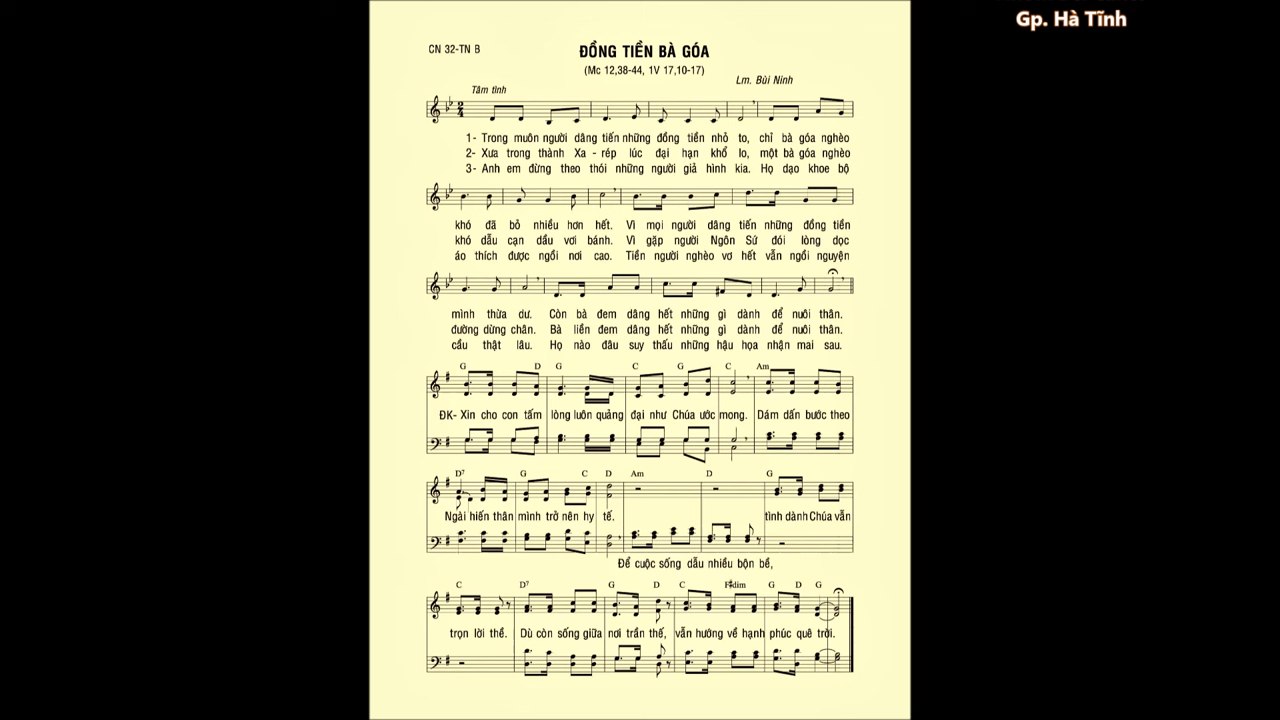 Gp. Hà Tĩnh
CN 32-TN B
ĐỒNG TIỀN BÀ GÓA
(Mc 12,38-44, 1V 17,10-17)
Lm. Bùi Ninh
Tâm tình
1- Trong muôn người dâng tiến những đồng tiền nhỏ to, chỉ bà góa nghèo
2- Xưa trong thành Xa - rép lúc đại hạn khổ lo, một bà góa nghèo
3- Anh em đừng theo thói những người giả hình kia. Họ dạo khoe bộ
khó đã bỏ nhiều hơn hết. Vì mọi người dâng tiến những đồng tiền
khó dẫu cạn dầu vơi bánh. Vì gặp người Ngôn Sứ đói lòng dọc
áo thích được ngồi nơi cao. Tiền người nghèo vơ hết vẫn ngồi nguyện
mình thừa dư. Còn bà đem dâng hết những gì dành để nuôi thân.
đường dừng chân. Bà liền đem dâng hết những gì dành để nuôi thân.
cầu thật lâu. Họ nào đâu suy thấu những hậu họa nhận mai sau.
G D G C G C Am
ĐK- Xin cho con tấm lòng luôn quảng đại như Chúa ước mong. Dám dấn bước theo
D7 G C D Am D G
Ngài hiến thân mình trở nên hy tế. tình dành Chúa vẫn
Để cuộc sống dẫu nhiều bộn bề,
C D7 G D C F#dim G D G
trọn lời thề. Dù còn sống giữa nơi trần thế, vẫn hướng về hạnh phúc quê trời.